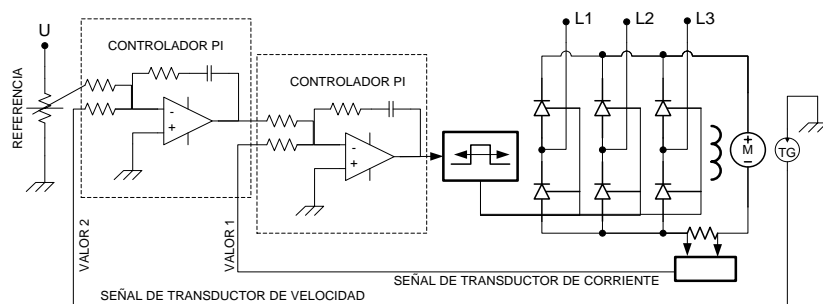 U
L1
L2
L3
CONTROLADOR PI
CONTROLADOR PI
REFERENCIA
-
+
-
+
+
M
-
TG
VALOR 2
VALOR 1
SEÑAL DE TRANSDUCTOR DE CORRIENTE
SEÑAL DE TRANSDUCTOR DE VELOCIDAD